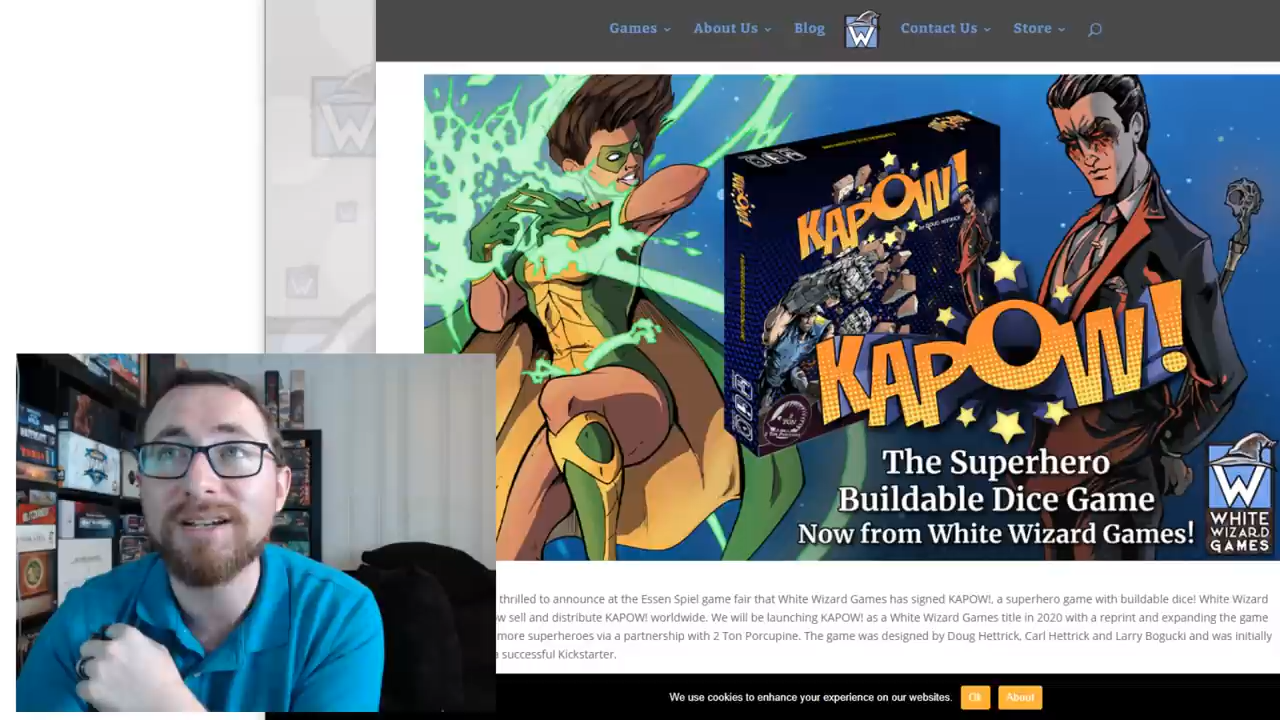 Games
About Us
Blog
W
Contact Us
Store
KAPOW!
KAPOW!
KAPOW!
by DOUG HETTRICK
KAPOW!
The Superhero
Buildable Dice Game
Now from White Wizard Games!
W
WHITE
WIZARD
GAMES
thrilled to announce at the Essen Spiel game fair that White Wizard Games has signed KAPOW!, a superhero game with buildable dice! White Wizard
w sell and distribute KAPOW! worldwide. We will be launching KAPOW! as a White Wizard Games title in 2020 with a reprint and expanding the game
more superheroes via a partnership with 2 Ton Porcupine. The game was designed by Doug Hettrick, Carl Hettrick and Larry Bogucki and was initially
a successful Kickstarter.
We use cookies to enhance your experience on our websites.
Ok
About